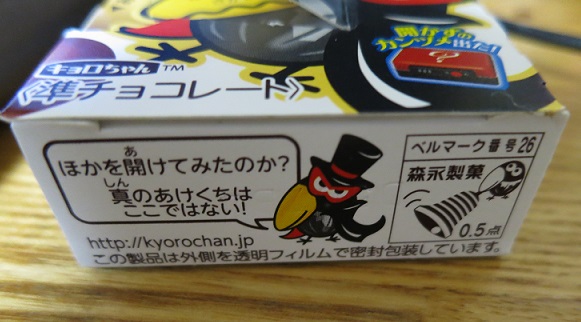 開かずの
カンヅメ出た!
?
キョロちゃん™
〈準チョコレート〉
ほかを開けてみたのか?
あ
真のあけくちは
しん
ここではない!
http://kyorochan.jp
この製品は外側を透明フィルムで密封包装しています。
ベルマーク番号26
森永製菓
0.5点